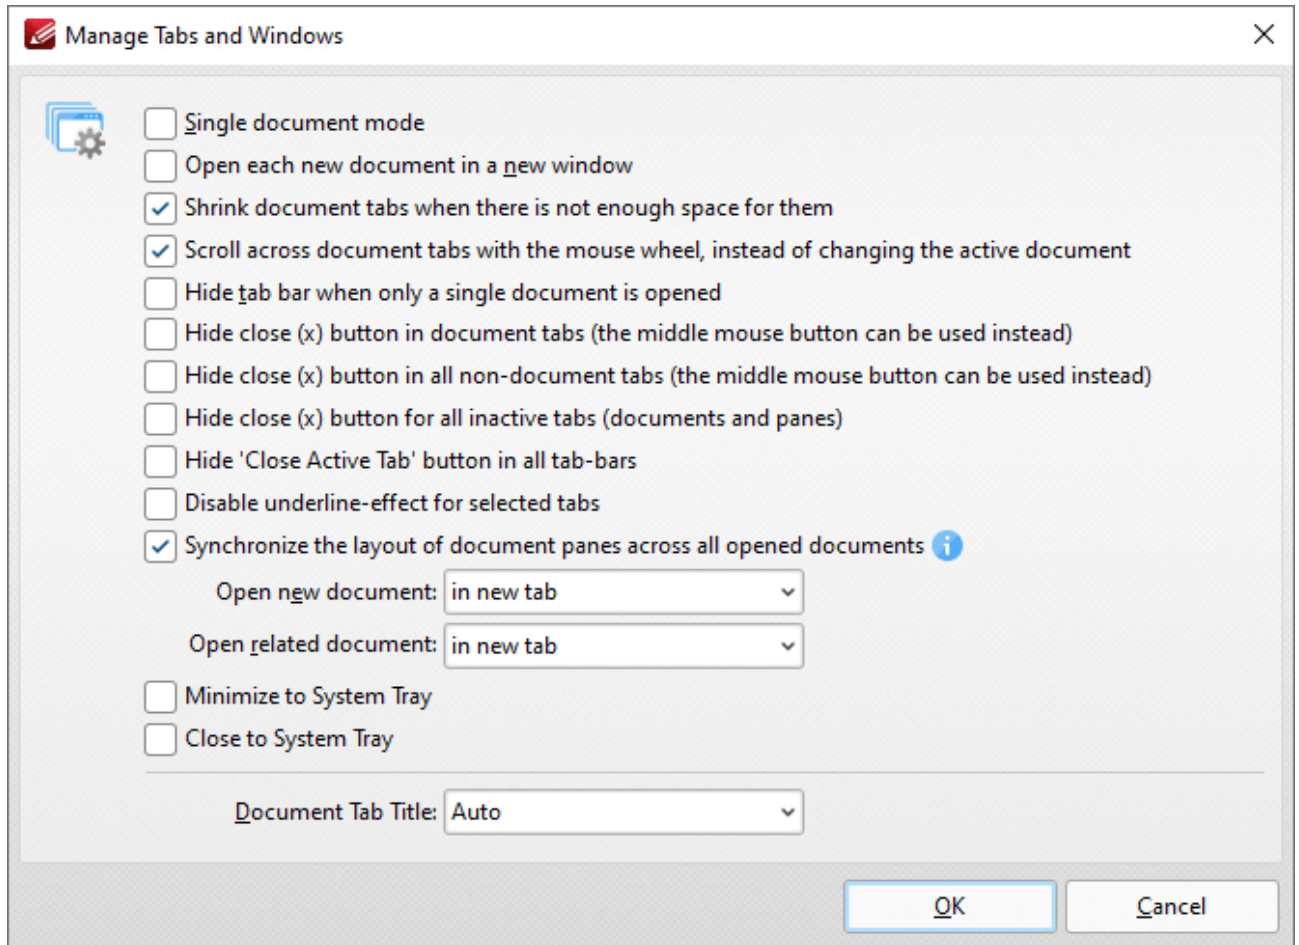 Manage Tabs and Windows
Single document mode
Open each new document in a new window
Shrink document tabs when there is not enough space for them
Scroll across document tabs with the mouse wheel, instead of changing the active document
Hide tab bar when only a single document is opened
Hide close (x) button in document tabs (the middle mouse button can be used instead)
Hide close (x) button in all non-document tabs (the middle mouse button can be used instead)
Hide close (x) button for all inactive tabs (documents and panes)
Hide 'Close Active Tab' button in all tab-bars
Disable underline-effect for selected tabs
Synchronize the layout of document panes across all opened documents i
Open new document: in new tab
Open related document: in new tab
Minimize to System Tray
Close to System Tray
Document Tab Title: Auto
OK Cancel